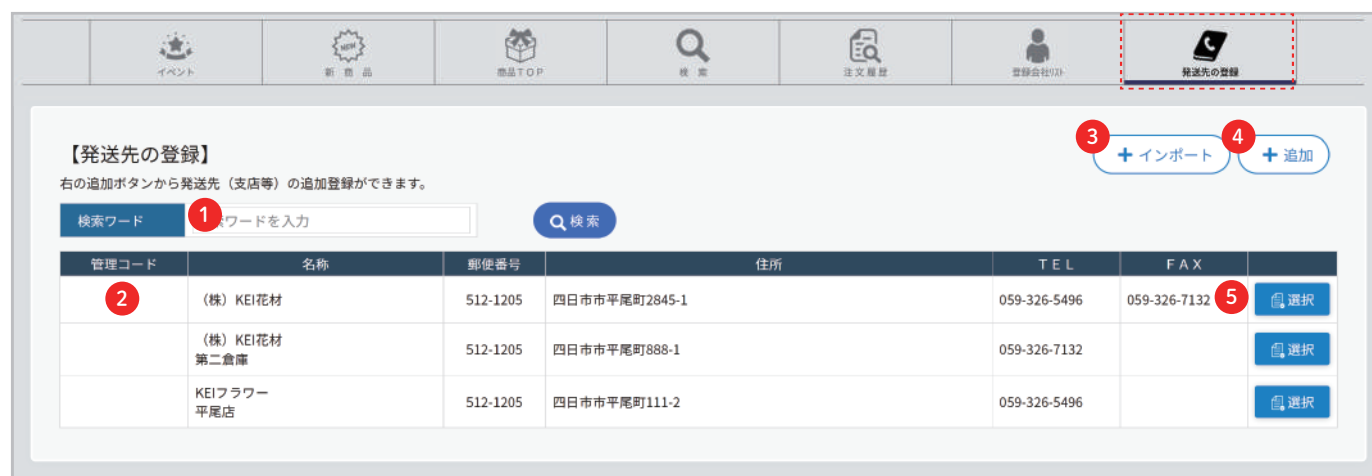 NEW
イベント
新商品
商品TOP
検索
注文履歴
登録会社リスト
発送先の登録
【発送先の登録】
3
インポート
4
追加
右の追加ボタンから発送先（支店等）の追加登録ができます。
検索ワード
1
ワードを入力
検索
管理コード 名称 郵便番号 住所 TEL FAX
2 （株）KEI花材 512-1205 四日市市平尾町2845-1 059-326-5496 059-326-7132 5 選択
（株）KEI花材
第二倉庫
512-1205 四日市市平尾町888-1 059-326-7132 選択
KEIフラワー
平尾店
512-1205 四日市市平尾町111-2 059-326-5496 選択